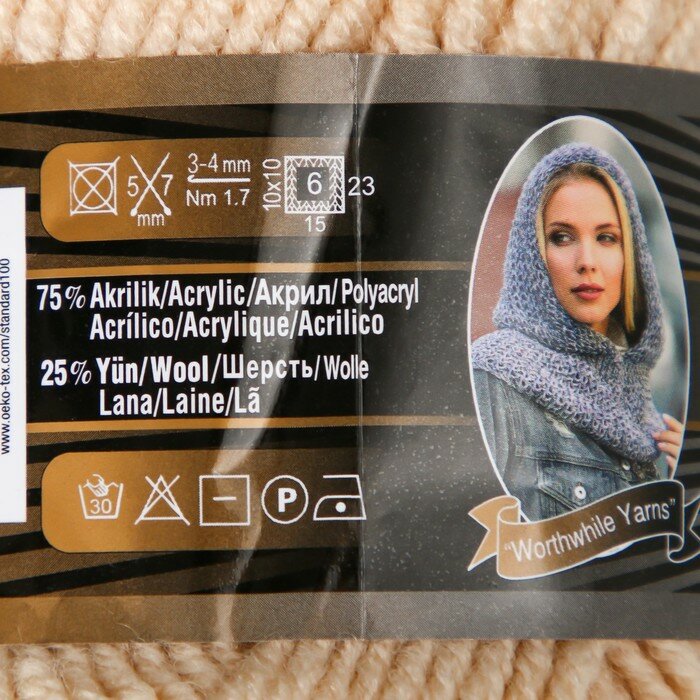 www.oeko-tex.com/standard100
5 7 mm
3-4 mm
Nm 1.7
10x10
6
23
15
75% Akrilik/Acrylic/Акрил/Polyacryl
Acrílico/Acrylique/Acrilico
25% Yün/Wool/Шерсть/Wolle
Lana/Laine/Lã
30
P
"Worthwhile Yarns"